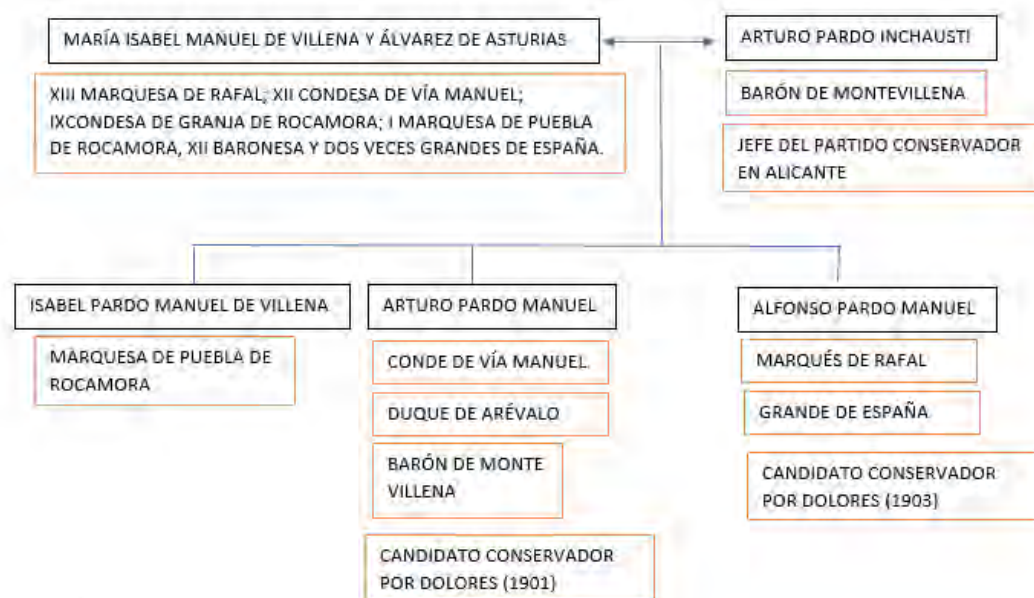 MARÍA ISABEL MANUEL DE VILLENA Y ÁLVAREZ DE ASTURIAS
ARTURO PARDO INCHAUSTI
XIII MARQUESA DE RAFAL; XII CONDESA DE VÍA MANUEL;
IXCONDESA DE GRANJA DE ROCAMORA; I MARQUESA DE PUEBLA
DE ROCAMORA, XII BARONESA Y DOS VECES GRANDES DE ESPAÑA.
BARÓN DE MONTEVILLENA
JEFE DEL PARTIDO CONSERVADOR
EN ALICANTE
ISABEL PARDO MANUEL DE VILLENA
MARQUESA DE PUEBLA DE
ROCAMORA
ARTURO PARDO MANUEL
CONDE DE VÍA MANUEL
DUQUE DE ARÉVALO
BARÓN DE MONTE
VILLENA
CANDIDATO CONSERVADOR
POR DOLORES (1901)
ALFONSO PARDO MANUEL
MARQUÉS DE RAFAL
GRANDE DE ESPAÑA
CANDIDATO CONSERVADOR
POR DOLORES (1903)